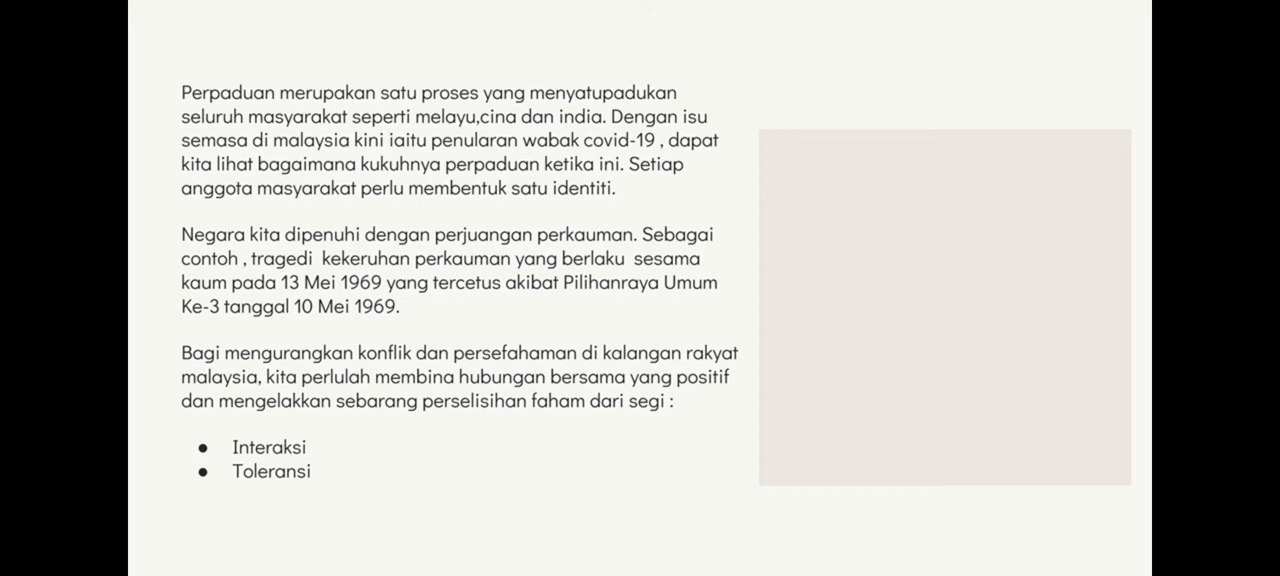 Perpaduan merupakan satu proses yang menyatupadukan
seluruh masyarakat seperti melayu,cina dan india. Dengan isu
semasa di malaysia kini iaitu penularan wabak covid-19 , dapat
kita lihat bagaimana kukuhnya perpaduan ketika ini. Setiap
anggota masyarakat perlu membentuk satu identiti.
Negara kita dipenuhi dengan perjuangan perkauman. Sebagai
contoh , tragedi  kekeruhan perkauman yang berlaku  sesama
kaum pada 13 Mei 1969 yang tercetus akibat Pilihanraya Umum
Ke-3 tanggal 10 Mei 1969.
Bagi mengurangkan konflik dan persefahaman di kalangan rakyat
malaysia, kita perlulah membina hubungan bersama yang positif
dan mengelakkan sebarang perselisihan faham dari segi :
● Interaksi
● Toleransi